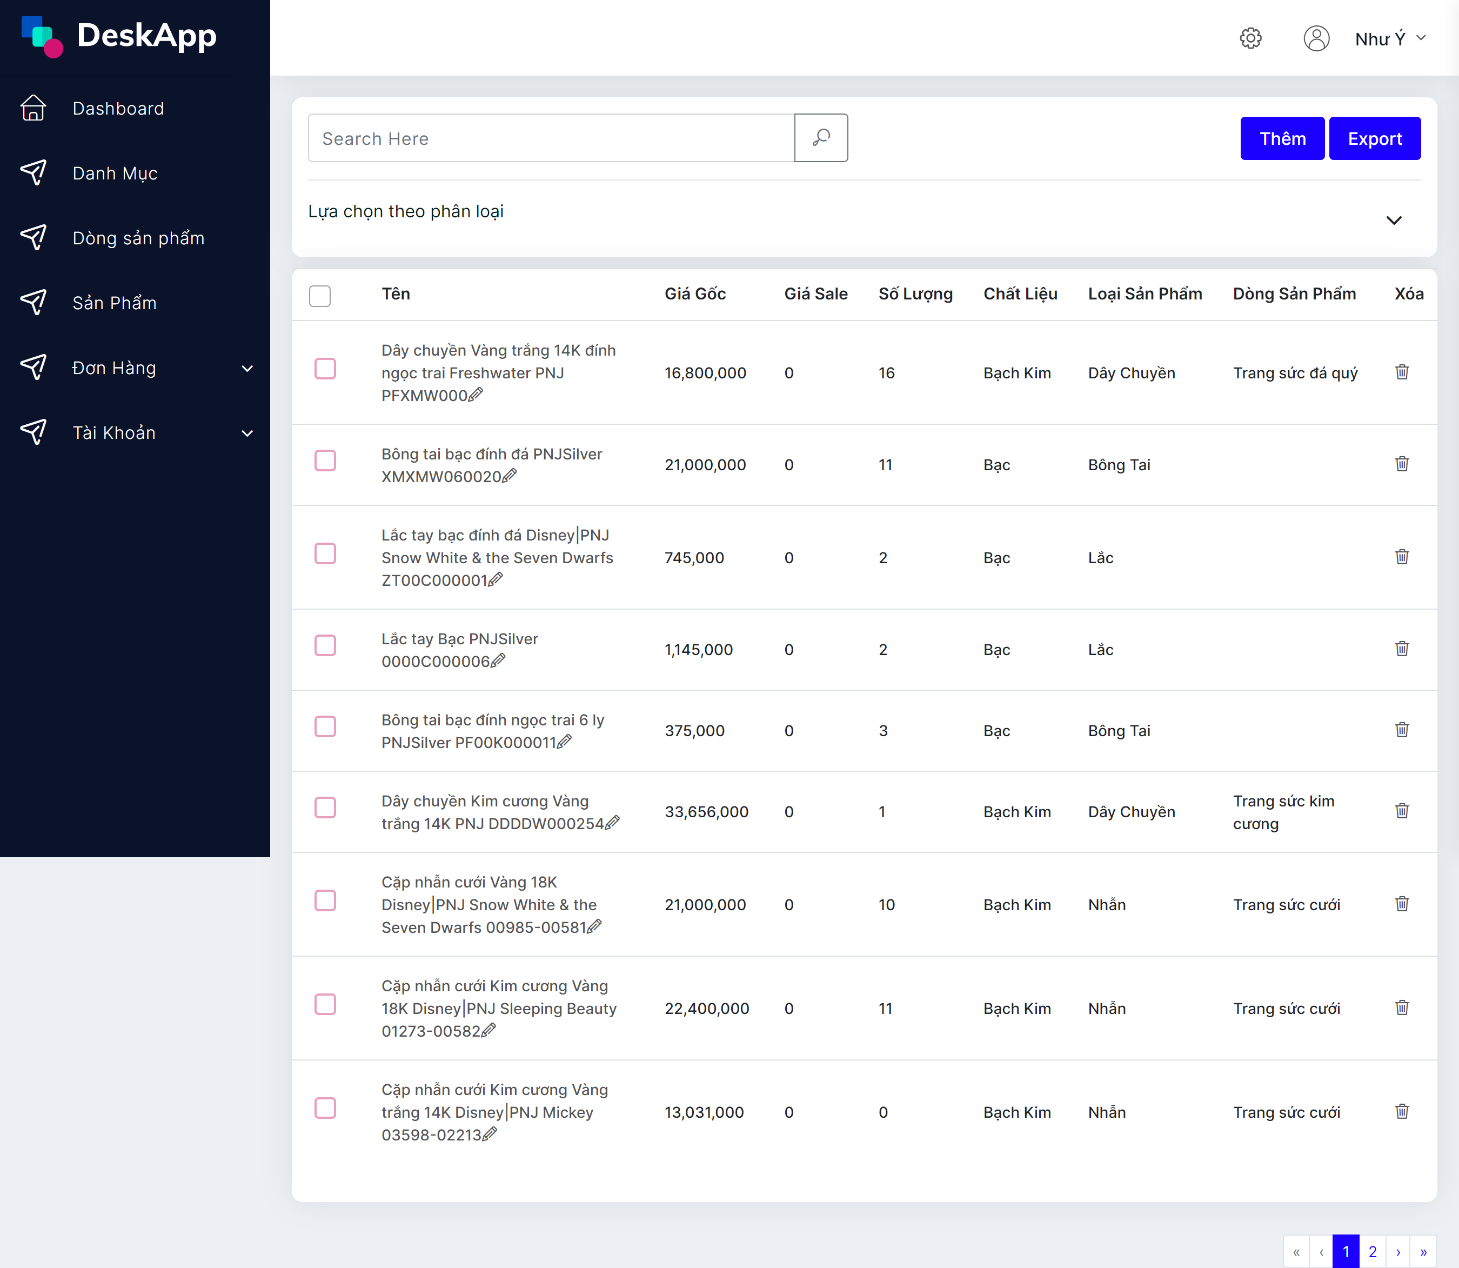 DeskApp
Như Ý
Dashboard
Danh Mục
Dòng sản phẩm
Sản Phẩm
Đơn Hàng
Tài Khoản
Search Here
Thêm
Export
Lựa chọn theo phân loại
Tên Giá Gốc Giá Sale Số Lượng Chất Liệu Loại Sản Phẩm Dòng Sản Phẩm Xóa
Dây chuyền Vàng trắng 14K đính
ngọc trai Freshwater PNJ
PFXMW000
16,800,000 0 16 Bạch Kim Dây Chuyền Trang sức đá quý
Bông tai bạc đính đá PNJSilver
XMXMW060020
21,000,000 0 11 Bạc Bông Tai
Lắc tay bạc đính đá Disney|PNJ
Snow White & the Seven Dwarfs
ZT00C000001
745,000 0 2 Bạc Lắc
Lắc tay Bạc PNJSilver
0000C000006
1,145,000 0 2 Bạc Lắc
Bông tai bạc đính ngọc trai 6 ly
PNJSilver PF00K000011
375,000 0 3 Bạc Bông Tai
Dây chuyền Kim cương Vàng
trắng 14K PNJ DDDDW000254
33,656,000 0 1 Bạch Kim Dây Chuyền
Trang sức kim
cương
Cặp nhẫn cưới Vàng 18K
Disney|PNJ Snow White & the
Seven Dwarfs 00985-00581
21,000,000 0 10 Bạch Kim Nhẫn Trang sức cưới
Cặp nhẫn cưới Kim cương Vàng
18K Disney|PNJ Sleeping Beauty
01273-00582
22,400,000 0 11 Bạch Kim Nhẫn Trang sức cưới
Cặp nhẫn cưới Kim cương Vàng
trắng 14K Disney|PNJ Mickey
03598-02213
13,031,000 0 0 Bạch Kim Nhẫn Trang sức cưới
« ‹ 1 2 › »